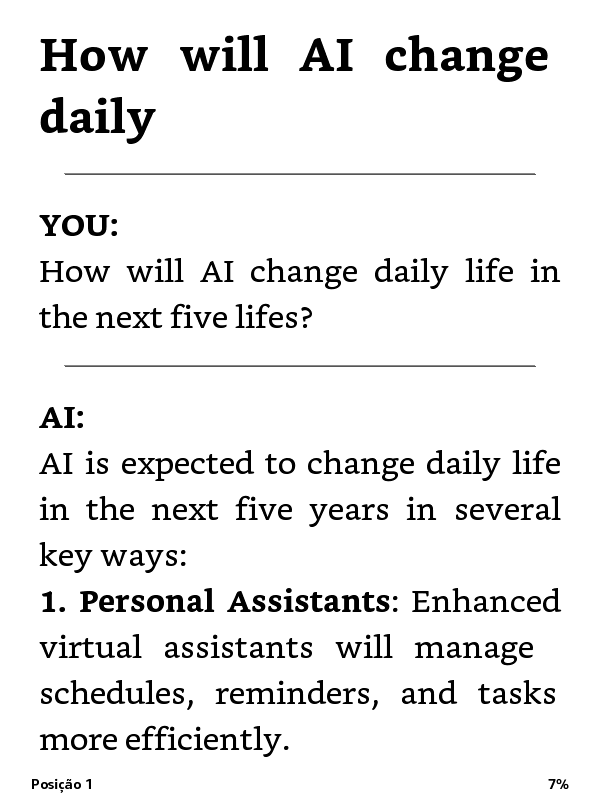 How will AI change
daily
YOU:
How will AI change daily life in
the next five lifes?
AI:
AI is expected to change daily life
in the next five years in several
key ways:
1. Personal Assistants: Enhanced
virtual assistants will manage
schedules, reminders, and tasks
more efficiently.
Posição 1
7%